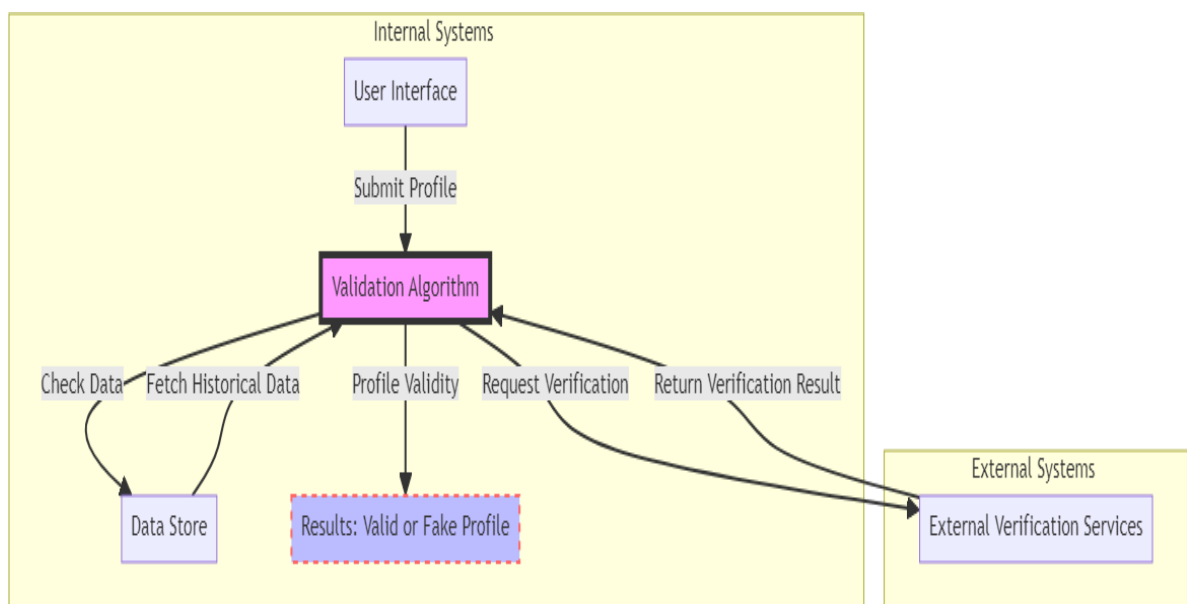 Internal Systems
User Interface
Submit Profile
Validation Algorithm
Check Data
Fetch Historical Data
Profile Validity
Request Verification
Return Verification Result
External Systems
Data Store
Results: Valid or Fake Profile
External Verification Services